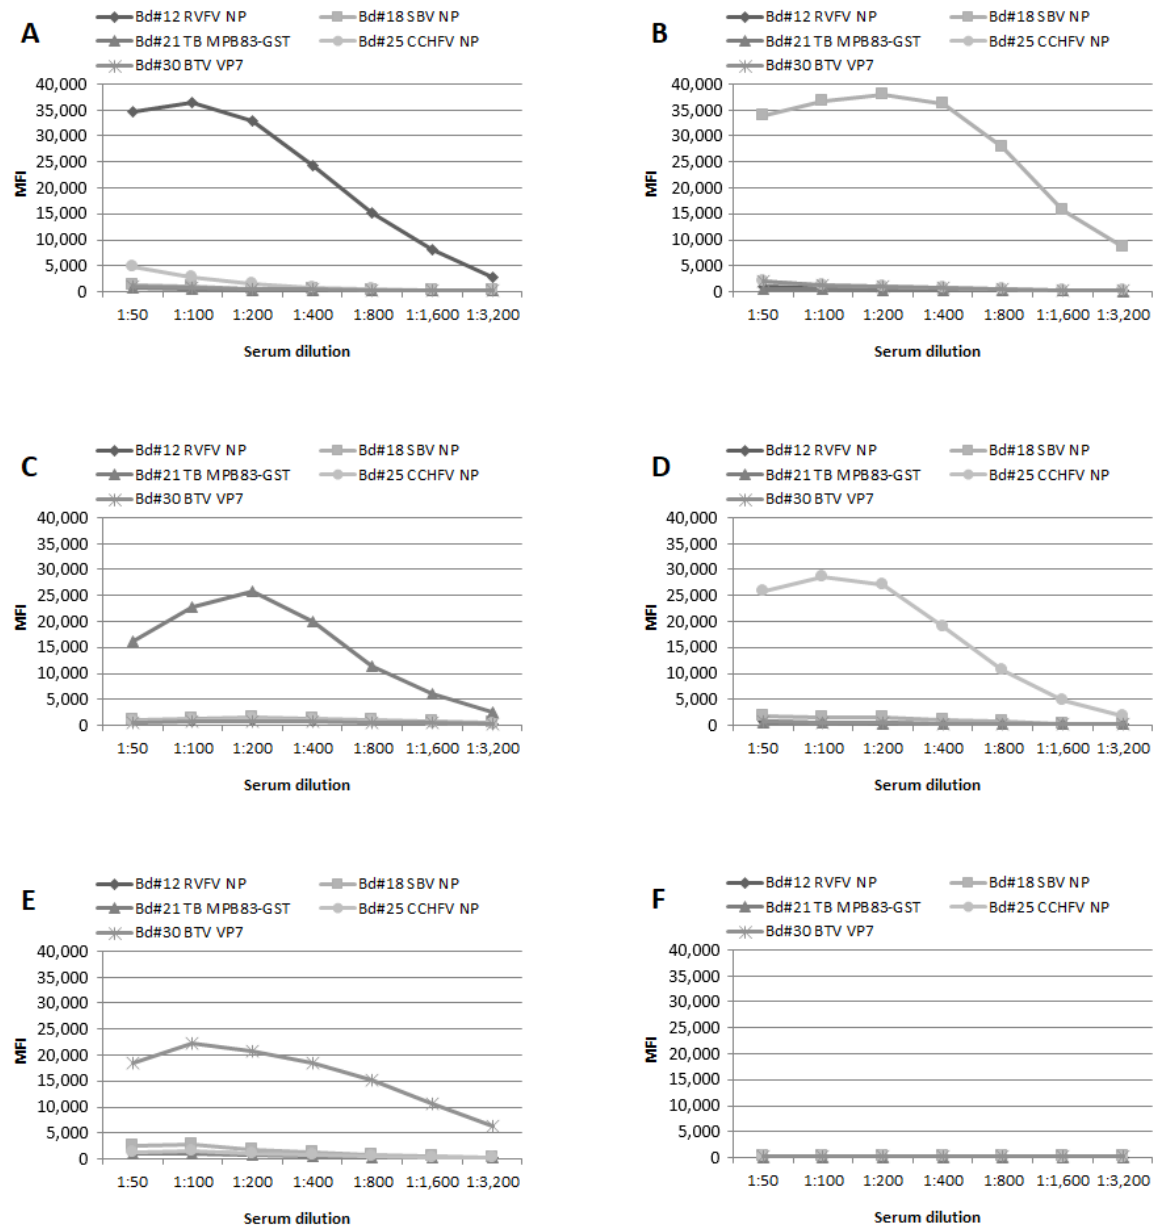 A
Bd#12 RVFV NP
Bd#18 SBV NP
Bd#21 TB MPB83-GST
Bd#25 CCHFV NP
Bd#30 BTV VP7
40,000
35,000
30,000
25,000
20,000
15,000
10,000
5,000
0
MFI
1:50 1:100 1:200 1:400 1:800 1:1,600 1:3,200
Serum dilution
B
Bd#12 RVFV NP
Bd#18 SBV NP
Bd#21 TB MPB83-GST
Bd#25 CCHFV NP
Bd#30 BTV VP7
40,000
35,000
30,000
25,000
20,000
15,000
10,000
5,000
0
MFI
1:50 1:100 1:200 1:400 1:800 1:1,600 1:3,200
Serum dilution
C
Bd#12 RVFV NP
Bd#18 SBV NP
Bd#21 TB MPB83-GST
Bd#25 CCHFV NP
Bd#30 BTV VP7
40,000
35,000
30,000
25,000
20,000
15,000
10,000
5,000
0
MFI
1:50 1:100 1:200 1:400 1:800 1:1,600 1:3,200
Serum dilution
D
Bd#12 RVFV NP
Bd#18 SBV NP
Bd#21 TB MPB83-GST
Bd#25 CCHFV NP
Bd#30 BTV VP7
40,000
35,000
30,000
25,000
20,000
15,000
10,000
5,000
0
MFI
1:50 1:100 1:200 1:400 1:800 1:1,600 1:3,200
Serum dilution
E
Bd#12 RVFV NP
Bd#18 SBV NP
Bd#21 TB MPB83-GST
Bd#25 CCHFV NP
Bd#30 BTV VP7
40,000
35,000
30,000
25,000
20,000
15,000
10,000
5,000
0
MFI
1:50 1:100 1:200 1:400 1:800 1:1,600 1:3,200
Serum dilution
F
Bd#12 RVFV NP
Bd#18 SBV NP
Bd#21 TB MPB83-GST
Bd#25 CCHFV NP
Bd#30 BTV VP7
40,000
35,000
30,000
25,000
20,000
15,000
10,000
5,000
0
MFI
1:50 1:100 1:200 1:400 1:800 1:1,600 1:3,200
Serum dilution